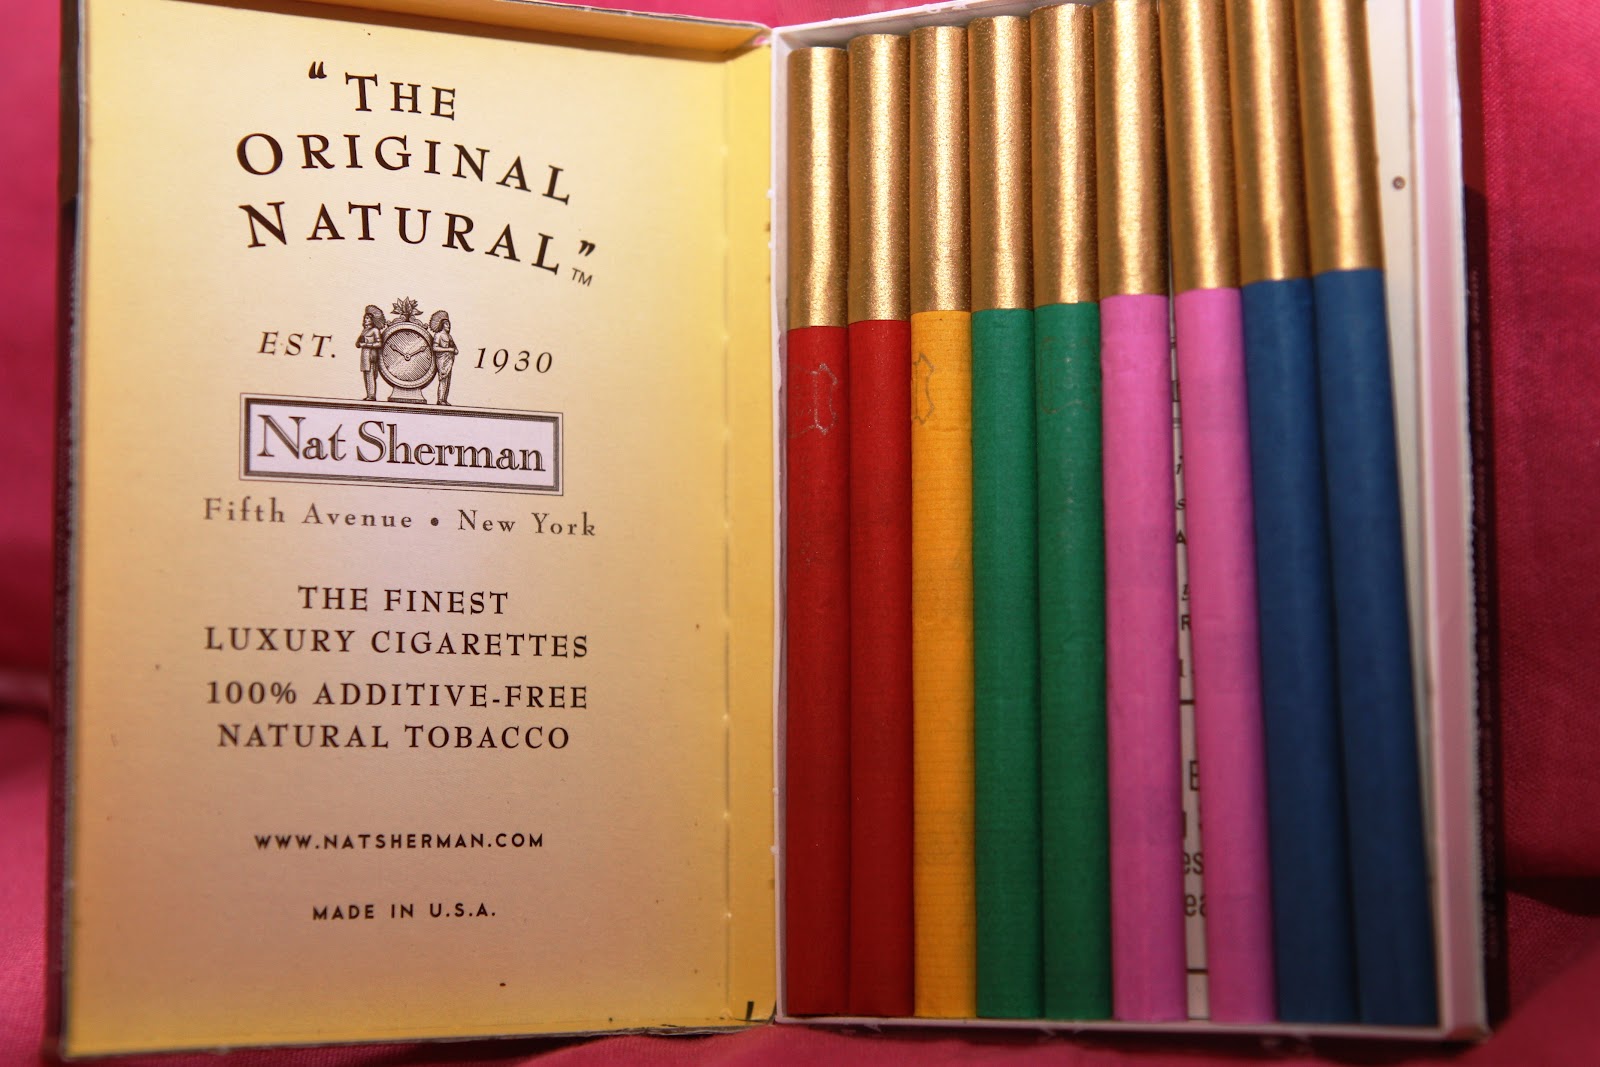 “THE
ORIGINAL
NATURAL”™
EST. 1930
Nat Sherman
Fifth Avenue • New York
THE FINEST
LUXURY CIGARETTES
100% ADDITIVE-FREE
NATURAL TOBACCO
WWW.NATSHERMAN.COM
MADE IN U.S.A.